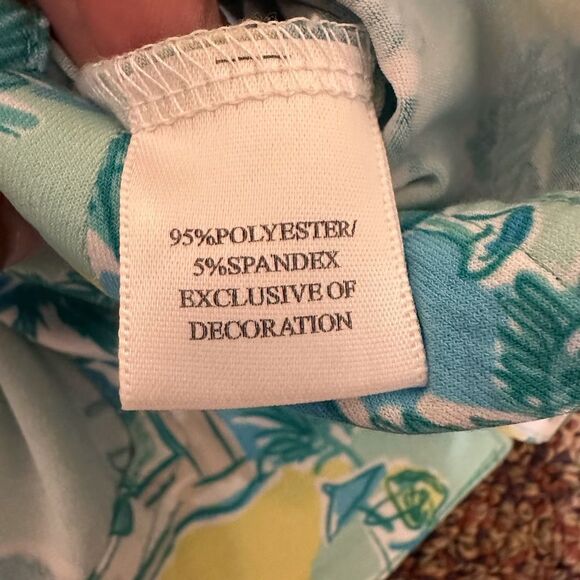 95%POLYESTER/
5%SPANDEX
EXCLUSIVE OF
DECORATION